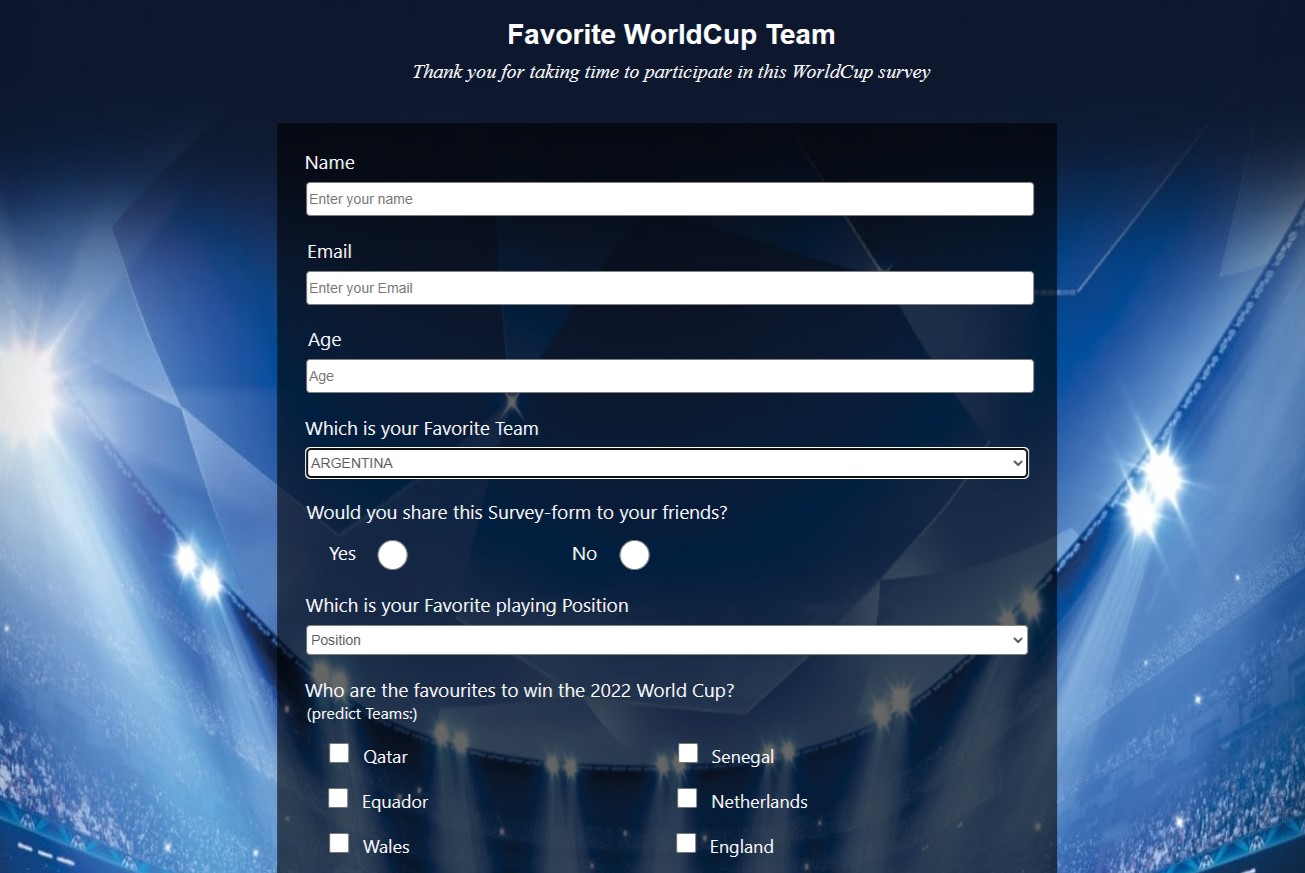 Favorite WorldCup Team
Thank you for taking time to participate in this WorldCup survey
Name
Enter your name
Email
Enter your Email
Age
Age
Which is your Favorite Team
ARGENTINA
Would you share this Survey-form to your friends?
Yes No
Which is your Favorite playing Position
Position
Who are the favourites to win the 2022 World Cup?
(predict Teams:)
Qatar Senegal
Equador Netherlands
Wales England